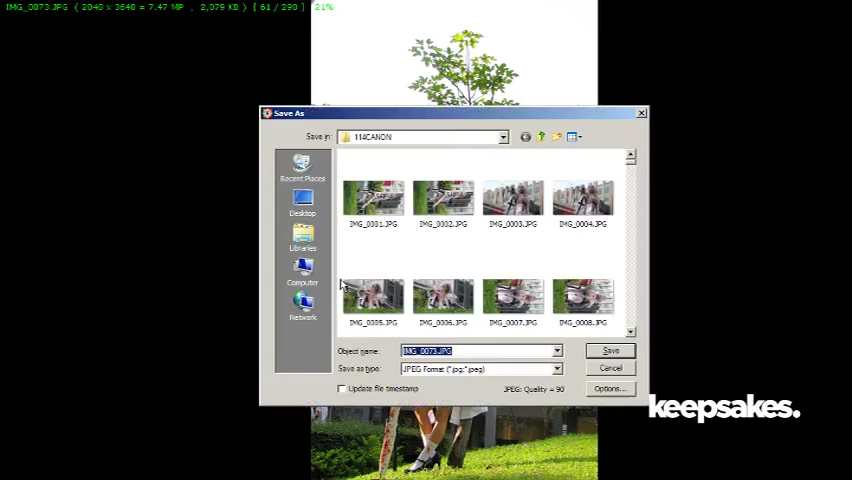 IMG_0073.JPG ( 2040 x 3640 = 7.47 MP , 2,079 KB ) [ 61 / 290 ] 21%
Save As
Save in: 114CANON
Recent Places
Desktop
Libraries
Computer
Network
IMG_0001.JPG IMG_0002.JPG IMG_0003.JPG IMG_0004.JPG
IMG_0005.JPG IMG_0006.JPG IMG_0007.JPG IMG_0008.JPG
Object name: IMG_0073.JPG Save
Save as type: JPEG Format (*.jpg;*.jpeg) Cancel
Update file timestamp JPEG: Quality = 90 Options...
keepsakes.